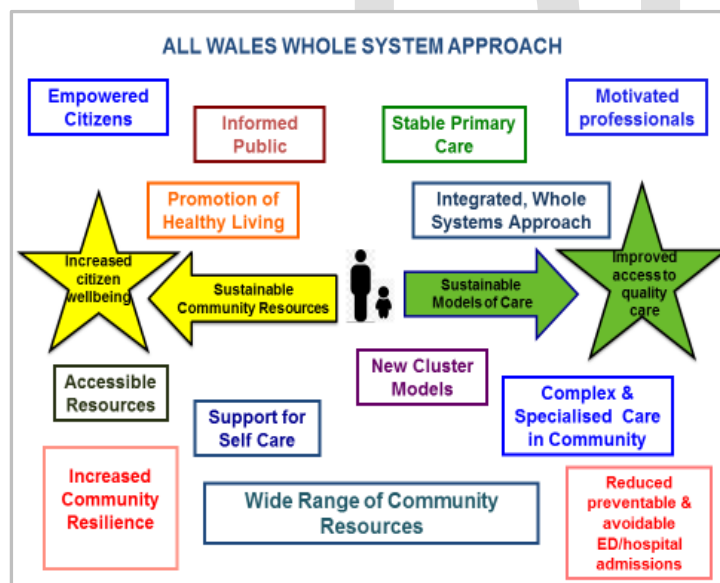 ALL WALES WHOLE SYSTEM APPROACH
Empowered
Citizens
Informed
Public
Stable Primary
Care
Motivated
professionals
Promotion of
Healthy Living
Integrated, Whole
Systems Approach
Increased
citizen
wellbeing
Sustainable
Community Resources
Sustainable
Models of Care
Improved
access to
quality
care
Accessible
Resources
Support for
Self Care
New Cluster
Models
Complex &
Specialised Care
in Community
Increased
Community
Resilience
Wide Range of Community
Resources
Reduced
preventable &
avoidable
ED/hospital
admissions